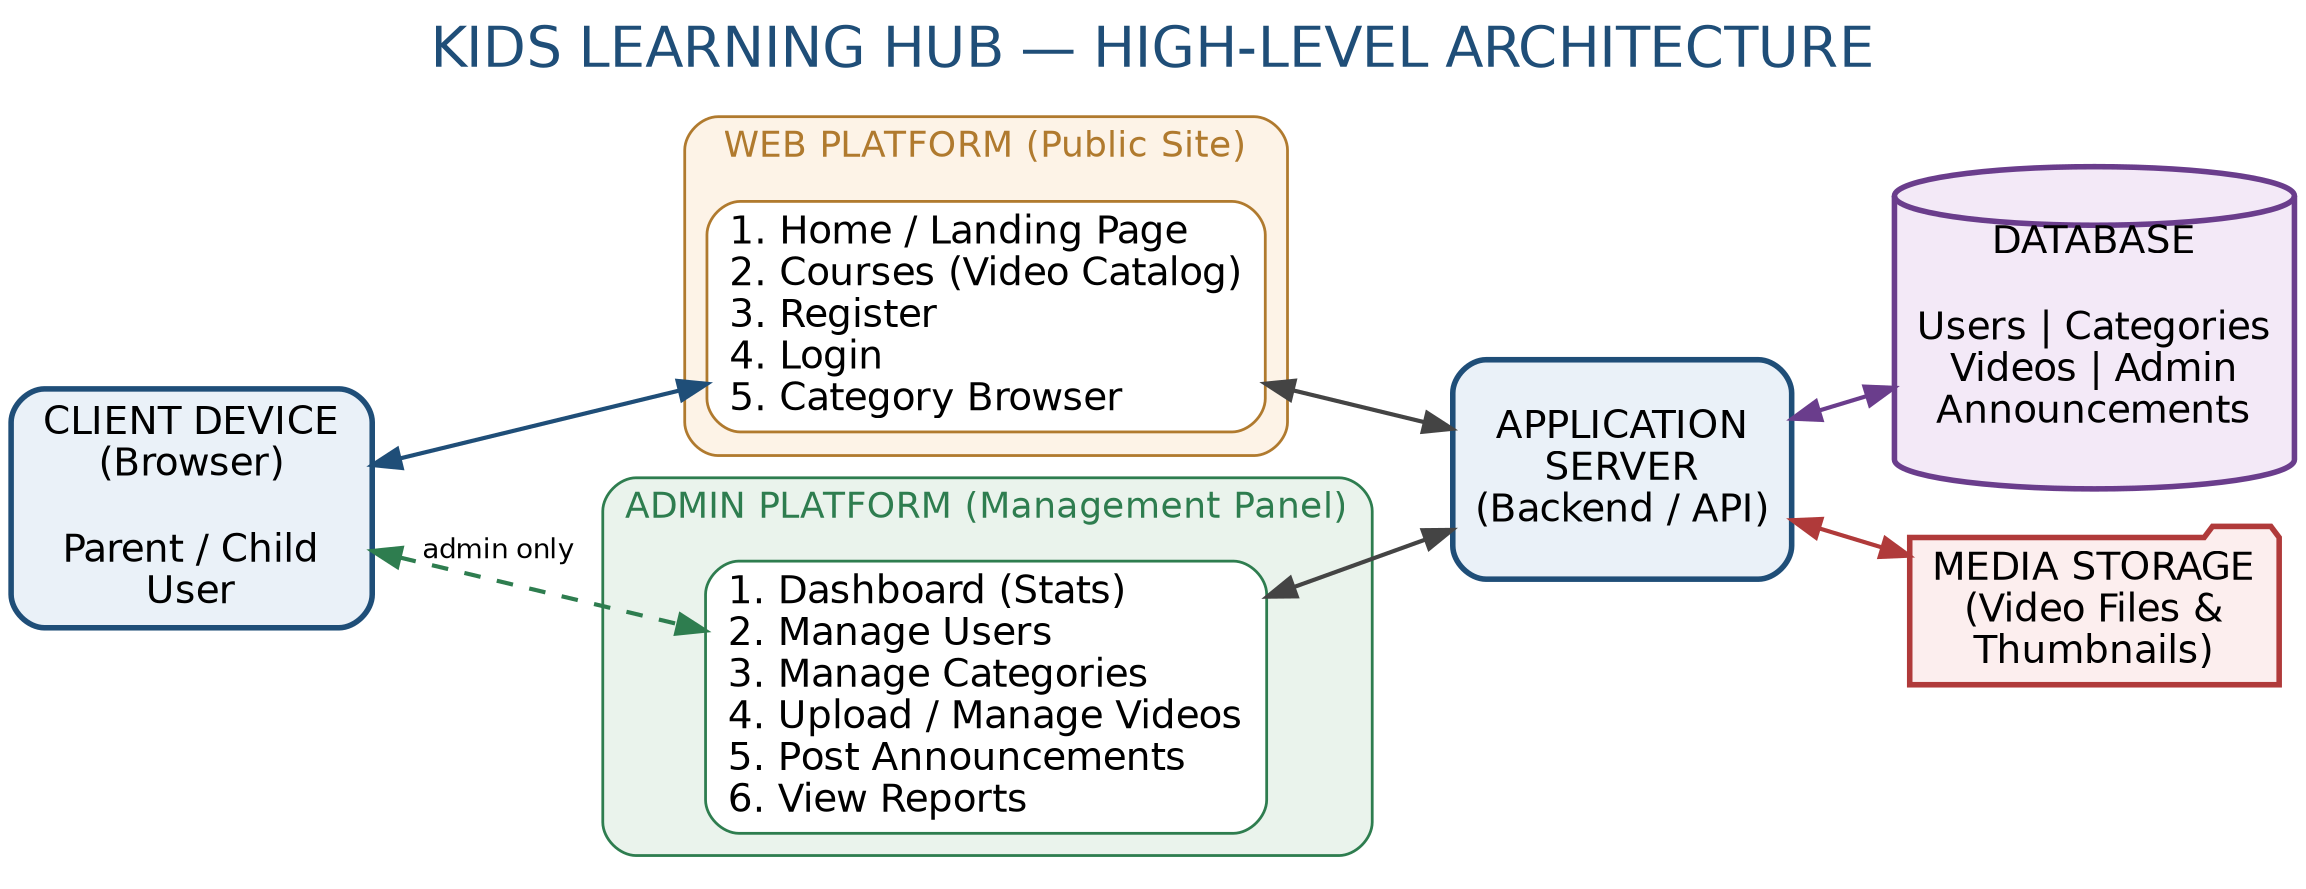 KIDS LEARNING HUB — HIGH-LEVEL ARCHITECTURE
CLIENT DEVICE
(Browser)
Parent / Child
User
admin only
WEB PLATFORM (Public Site)
1. Home / Landing Page
2. Courses (Video Catalog)
3. Register
4. Login
5. Category Browser
ADMIN PLATFORM (Management Panel)
1. Dashboard (Stats)
2. Manage Users
3. Manage Categories
4. Upload / Manage Videos
5. Post Announcements
6. View Reports
APPLICATION
SERVER
(Backend / API)
DATABASE
Users | Categories
Videos | Admin
Announcements
MEDIA STORAGE
(Video Files &
Thumbnails)